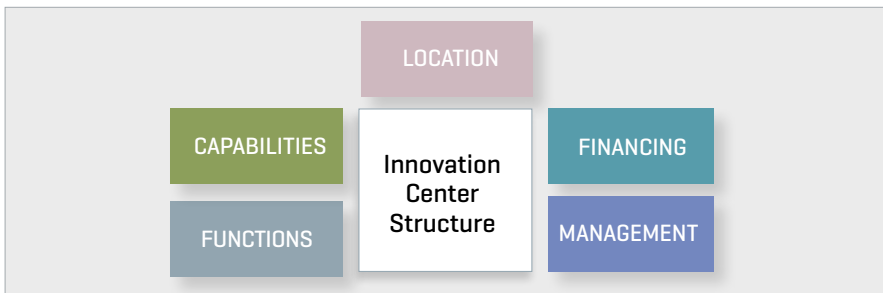 LOCATION
CAPABILITIES
Innovation
Center
Structure
FINANCING
FUNCTIONS
MANAGEMENT